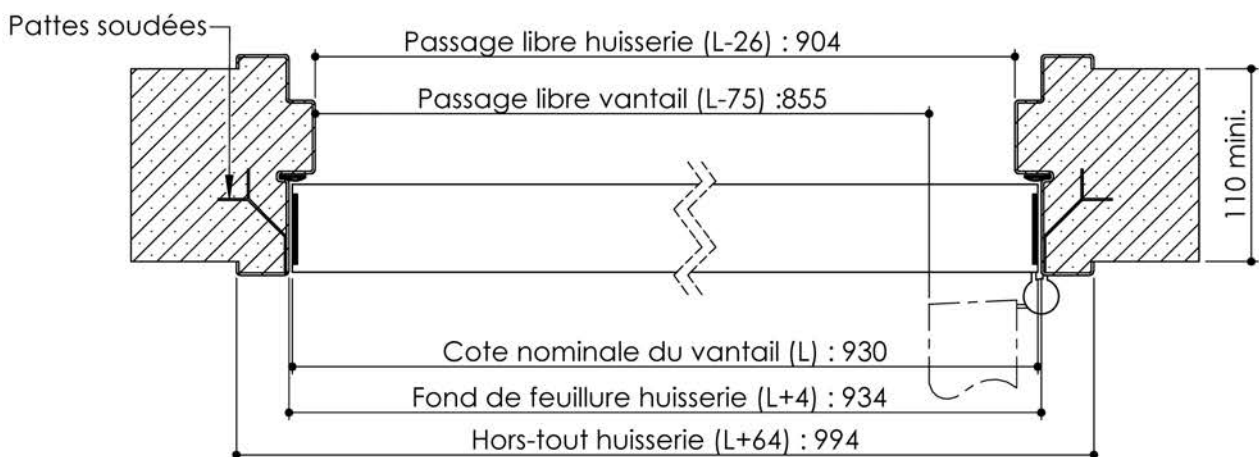 Pattes soudées
Passage libre huisserie (L-26) : 904
Passage libre vantail (L-75) :855
110 mini.
Cote nominale du vantail (L) : 930
Fond de feuillure huisserie (L+4) : 934
Hors-tout huisserie (L+64) : 994